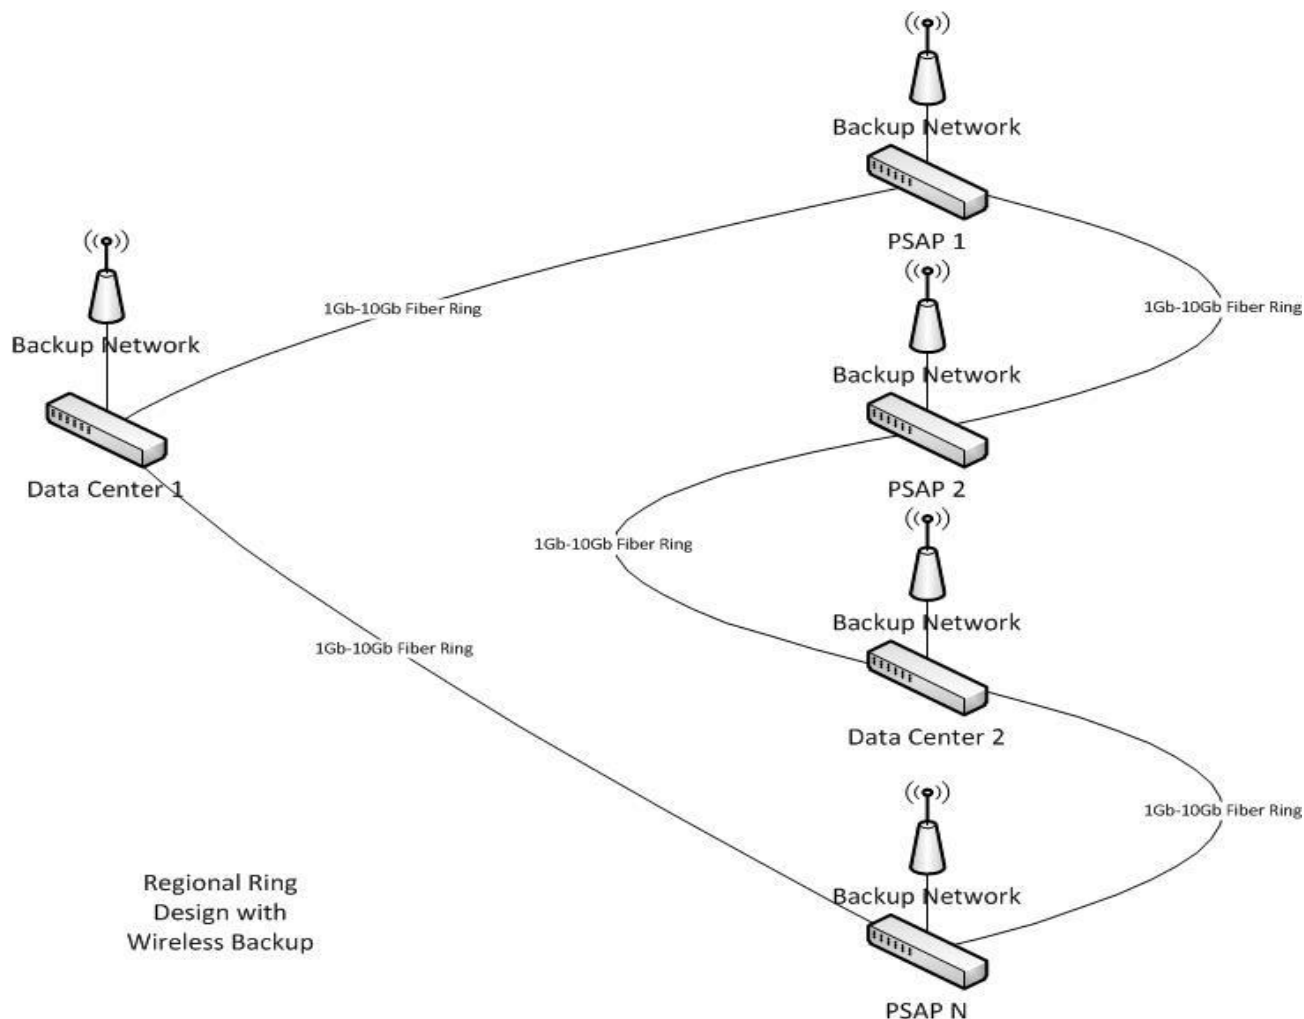 Backup Network
PSAP 1
1Gb-10Gb Fiber Ring
1Gb-10Gb Fiber Ring
Backup Network
Data Center 1
Backup Network
PSAP 2
1Gb-10Gb Fiber Ring
Backup Network
Data Center 2
1Gb-10Gb Fiber Ring
1Gb-10Gb Fiber Ring
Backup Network
PSAP N
Regional Ring
Design with
Wireless Backup